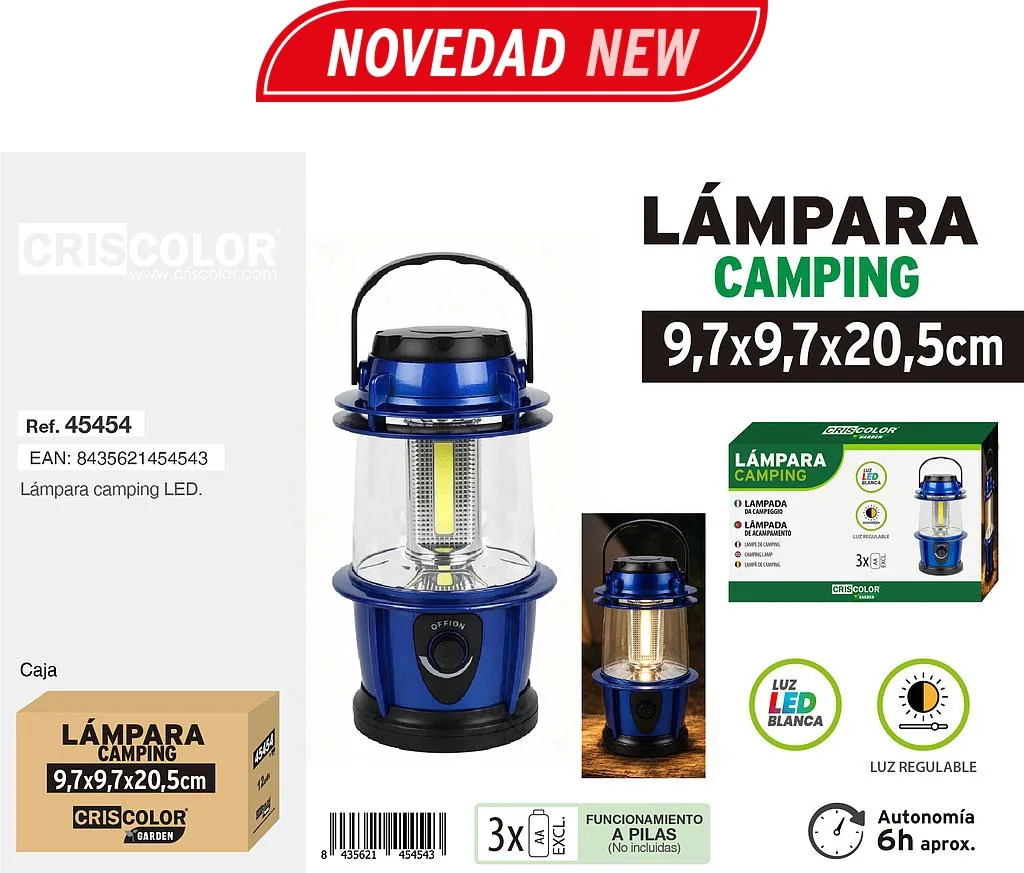 NOVEDAD NEW
CRISCOLOR®
www.criscolor.com
Ref. 45454
EAN: 8435621454543
Lámpara camping LED.
Caja
LÁMPARA
CAMPING
9,7x9,7x20,5cm
CRISCOLOR®
GARDEN
45454
OFF/ON
8 435621 454543
3x
AA
EXCL.
FUNCIONAMIENTO
A PILAS
(No incluidas)
LÁMPARA
CAMPING
9,7x9,7x20,5cm
CRISCOLOR®
GARDEN
LÁMPARA
CAMPING
LAMPADA
DA CAMPEGGIO
LÂMPADA
DE ACAMPAMENTO
LAMPE DE CAMPING
CAMPING LAMP
LAMPĂ DE CAMPING
LUZ
LED
BLANCA
LUZ REGULABLE
3x
AA
EXCL.
CRISCOLOR
GARDEN
LUZ
LED
BLANCA
LUZ REGULABLE
Autonomía
6h aprox.